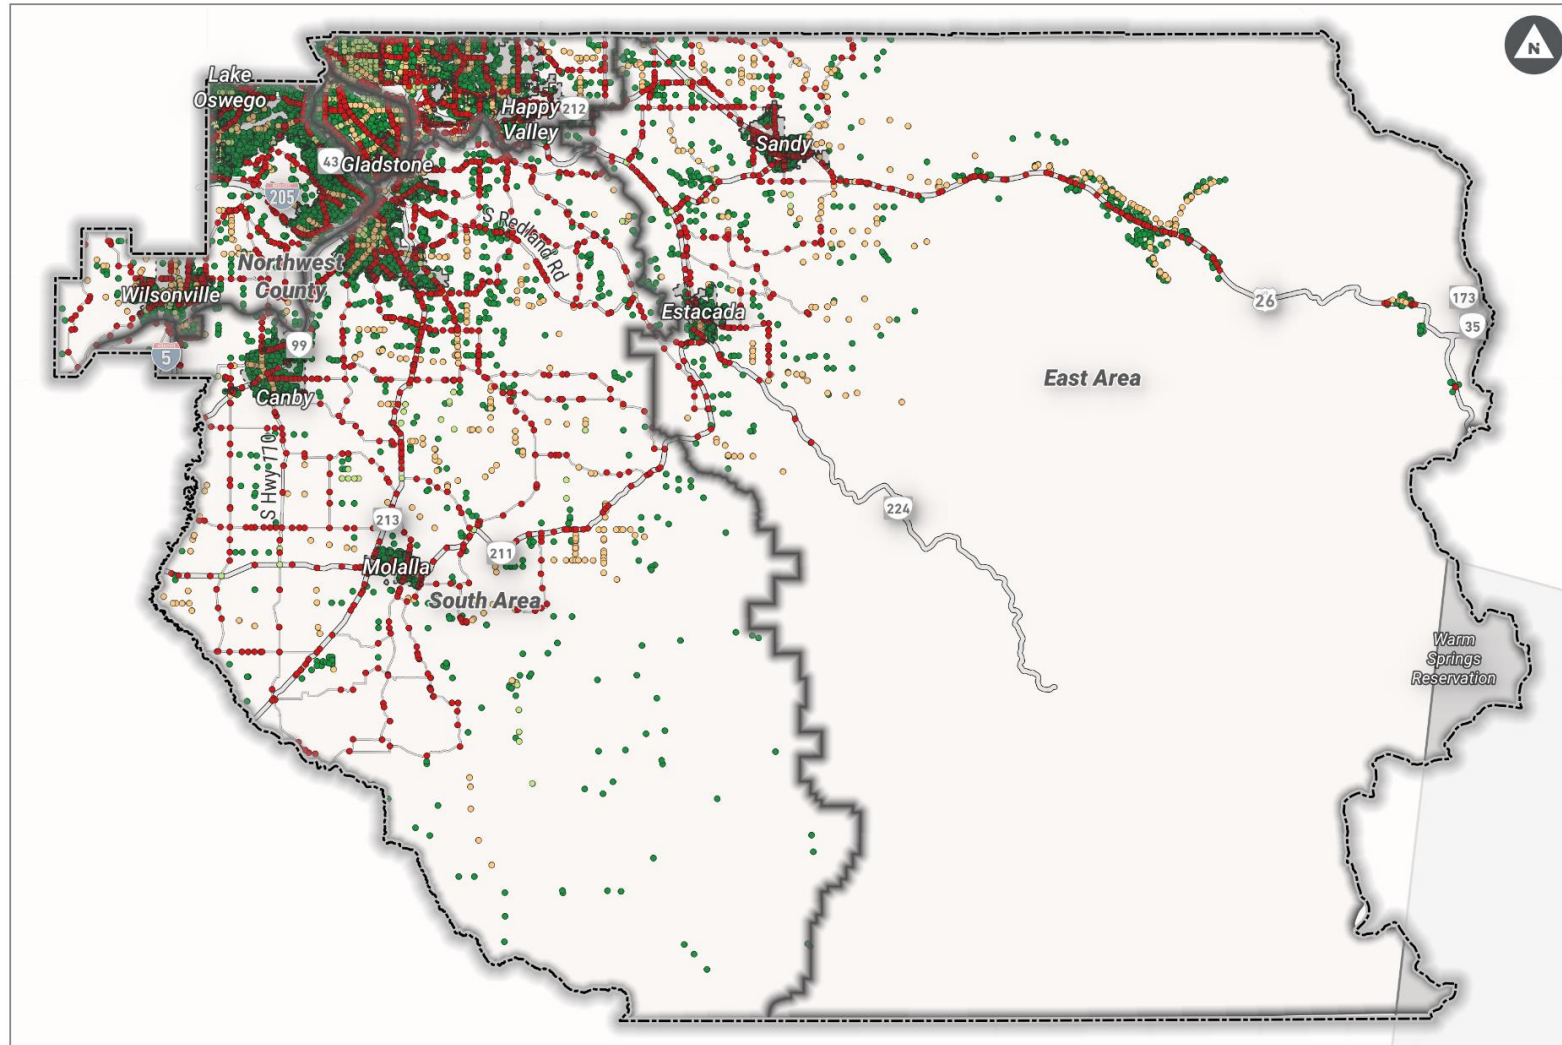 N
Lake
Oswego
Happy
Valley
212
Sandy
43
Gladstone
205
S Redland Rd
Northwest
County
Wilsonville
Estacada
26
173
35
99
5
Canby
East Area
S Hwy 170
213
224
211
Molalla
South Area
Warm
Springs
Reservation